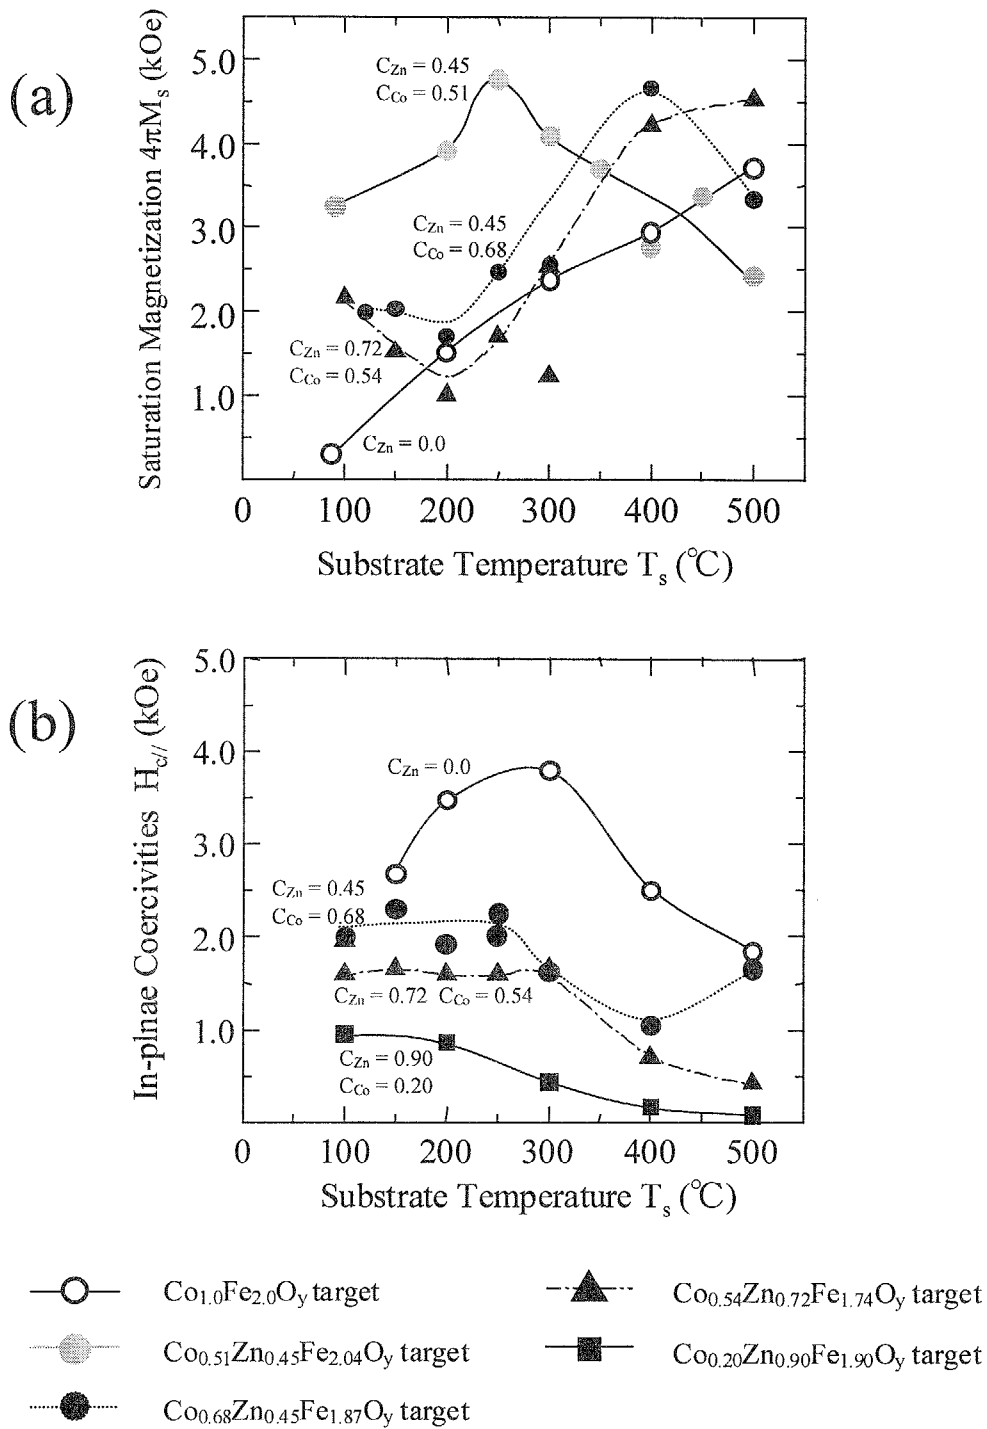 (a)
Saturation Magnetization 4πMs (kOe)
5.0
4.0
3.0
2.0
1.0
CZn = 0.45
CCo = 0.51
CZn = 0.45
CCo = 0.68
CZn = 0.72
CCo = 0.54
CZn = 0.0
0 100 200 300 400 500
Substrate Temperature Ts (℃)
(b)
In-plnae Coercivities Hc// (kOe)
5.0
4.0
3.0
2.0
1.0
CZn = 0.0
CZn = 0.45
CCo = 0.68
CZn = 0.72 CCo = 0.54
CZn = 0.90
CCo = 0.20
0 100 200 300 400 500
Substrate Temperature Ts (℃)
Co1.0Fe2.0Oy target
Co0.51Zn0.45Fe2.04Oy target
Co0.68Zn0.45Fe1.87Oy target
Co0.54Zn0.72Fe1.74Oy target
Co0.20Zn0.90Fe1.90Oy target